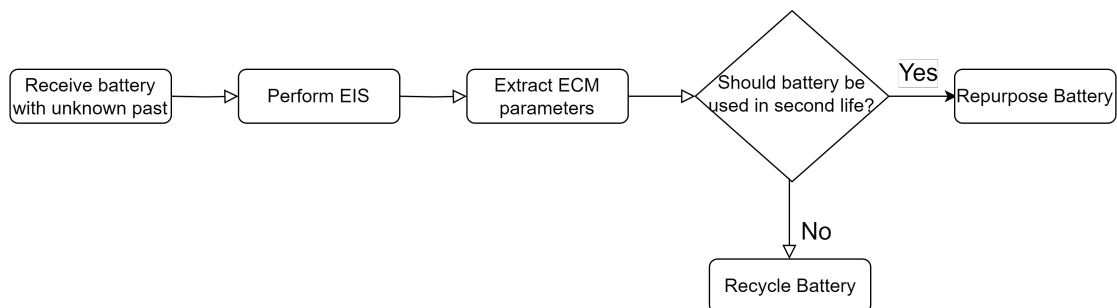 Receive battery
with unknown past
Perform EIS
Extract ECM
parameters
Should battery be
used in second life?
Yes
Repurpose Battery
No
Recycle Battery